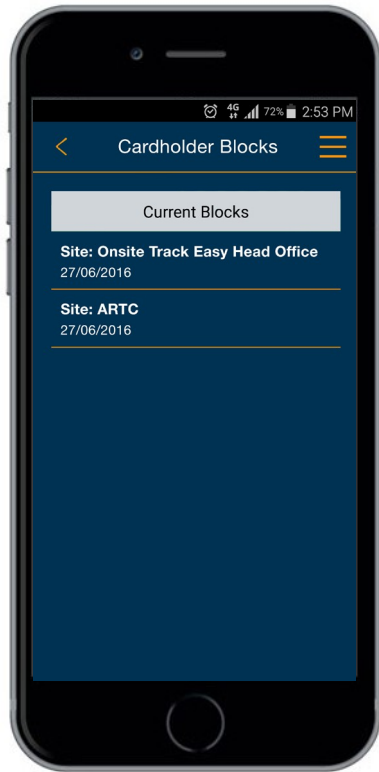 4G 72% 2:53 PM
Cardholder Blocks
Current Blocks
Site: Onsite Track Easy Head Office
27/06/2016
Site: ARTC
27/06/2016